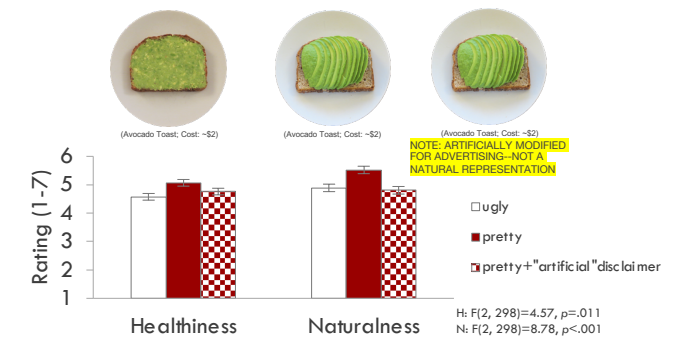 (Avocado Toast; Cost: ~$2)
(Avocado Toast; Cost: ~$2)
(Avocado Toast; Cost: ~$2)
NOTE: ARTIFICIALLY MODIFIED
FOR ADVERTISING--NOT A
NATURAL REPRESENTATION
Rating (1-7)
6
5
4
3
2
1
Healthiness
Naturalness
ugly
pretty
pretty+"artificial"disclaimer
H: F(2, 298)=4.57, p=.011
N: F(2, 298)=8.78, p<.001